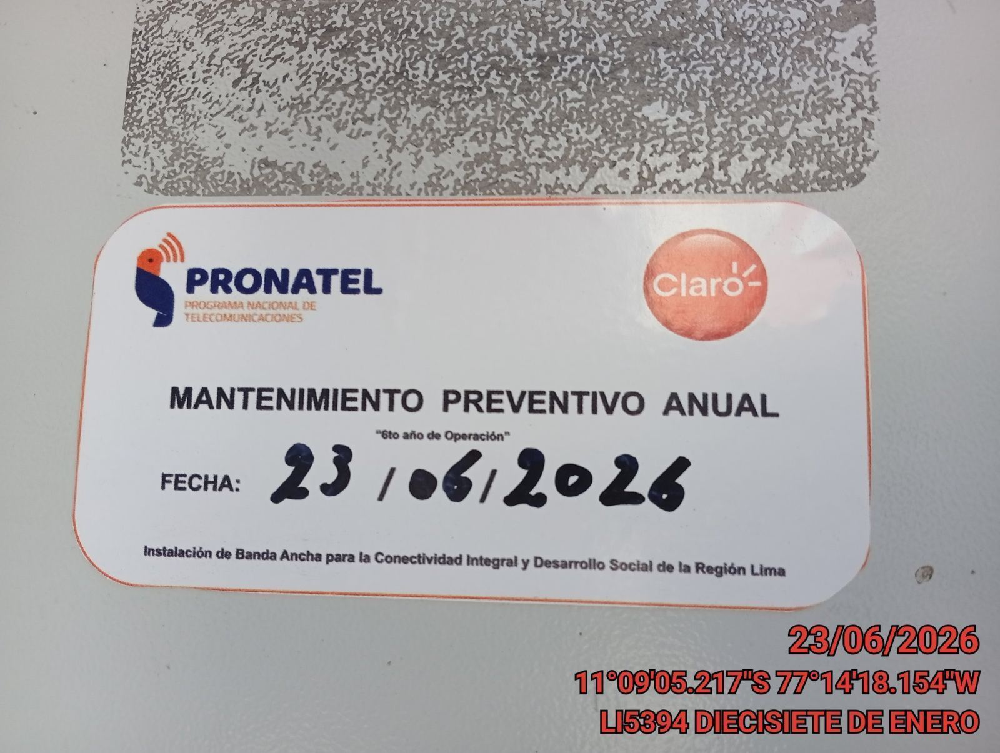 PRONATEL
PROGRAMA NACIONAL DE
TELECOMUNICACIONES
Claro
MANTENIMIENTO PREVENTIVO ANUAL
"6to año de Operación"
FECHA: 23/06/2026
Instalación de Banda Ancha para la Conectividad Integral y Desarrollo Social de la Región Lima
23/06/2026
11°09'05.217"S 77°14'18.154"W
LI5394 DIECISIETE DE ENERO